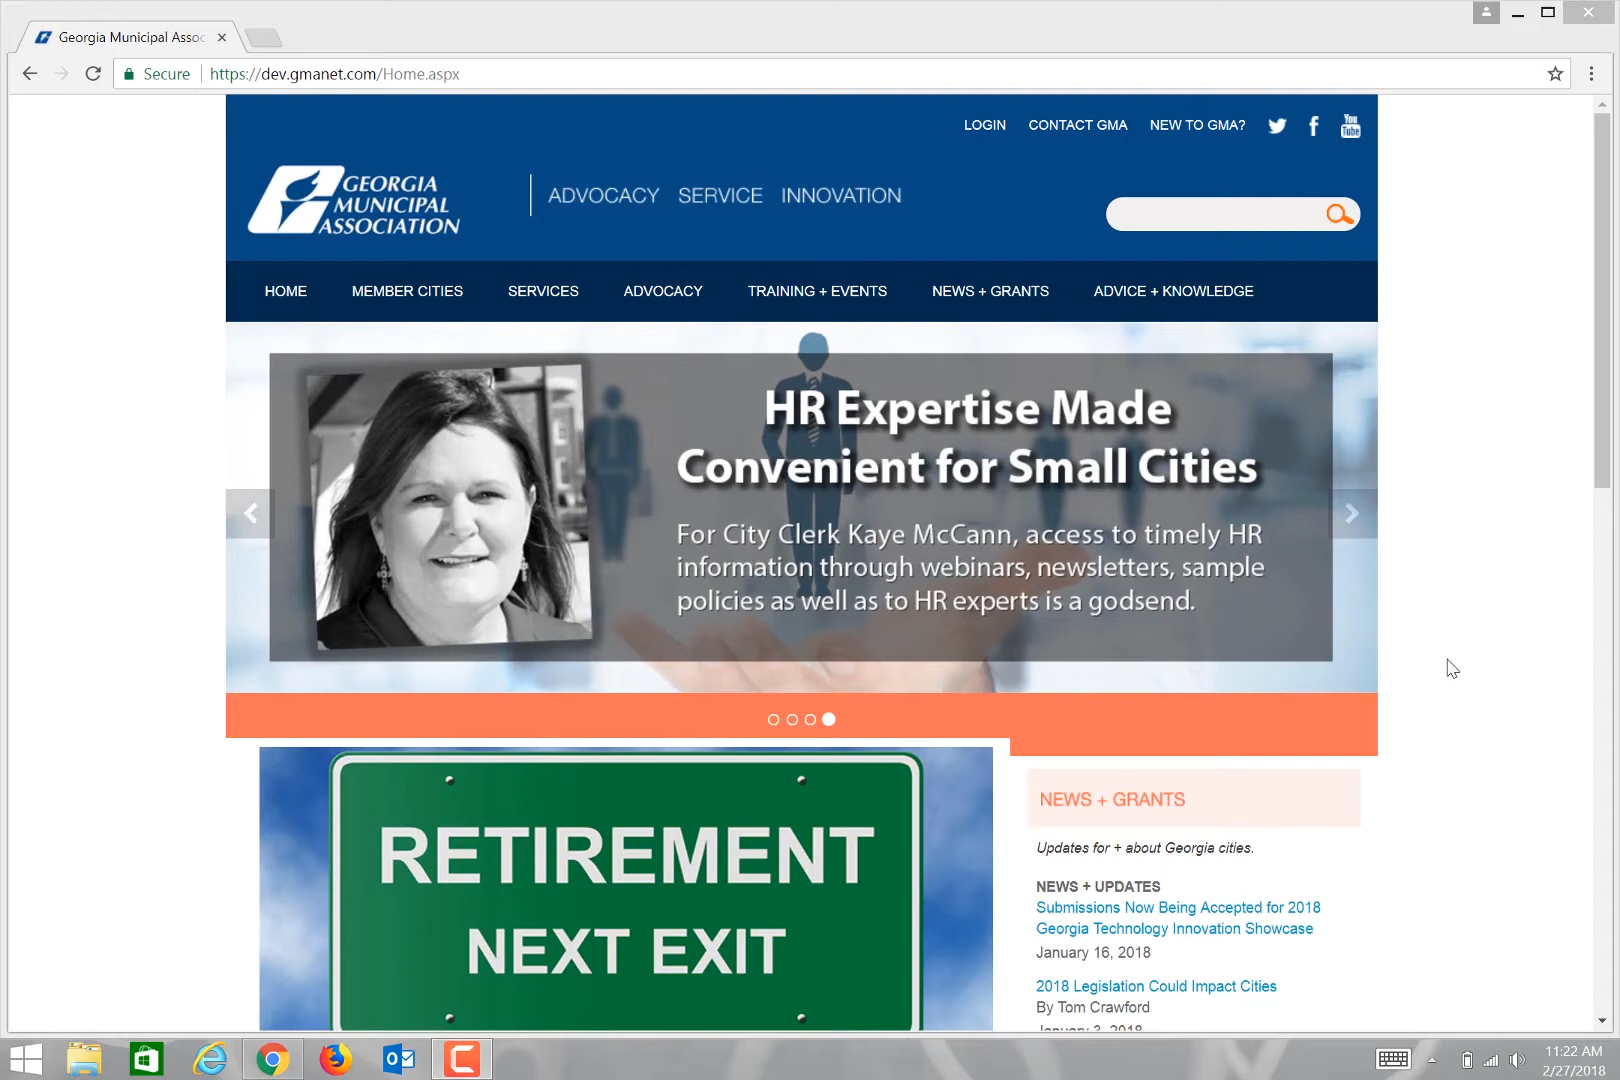 Georgia Municipal Assoc
Secure https://dev.gmanet.com/Home.aspx
LOGIN CONTACT GMA NEW TO GMA? You Tube
GEORGIA
MUNICIPAL
ASSOCIATION
ADVOCACY SERVICE INNOVATION
HOME MEMBER CITIES SERVICES ADVOCACY TRAINING + EVENTS NEWS + GRANTS ADVICE + KNOWLEDGE
HR Expertise Made
Convenient for Small Cities
For City Clerk Kaye McCann, access to timely HR
information through webinars, newsletters, sample
policies as well as to HR experts is a godsend.
RETIREMENT
NEXT EXIT
NEWS + GRANTS
Updates for + about Georgia cities.
NEWS + UPDATES
Submissions Now Being Accepted for 2018
Georgia Technology Innovation Showcase
January 16, 2018
2018 Legislation Could Impact Cities
By Tom Crawford
January 3, 2018
11:22 AM
2/27/2018